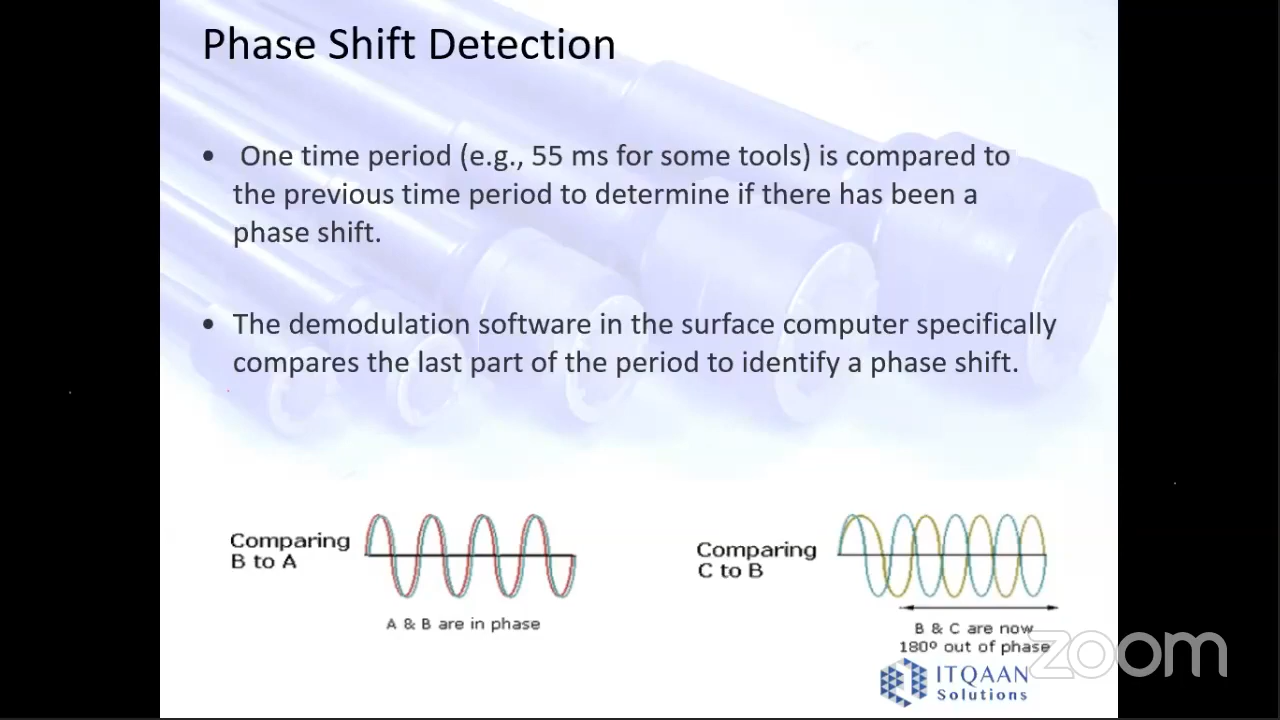 Phase Shift Detection
• One time period (e.g., 55 ms for some tools) is compared to
the previous time period to determine if there has been a
phase shift.
• The demodulation software in the surface computer specifically
compares the last part of the period to identify a phase shift.
Comparing
B to A
A & B are in phase
Comparing
C to B
B & C are now
180º out of phase
zoom
ITQAAN
Solutions